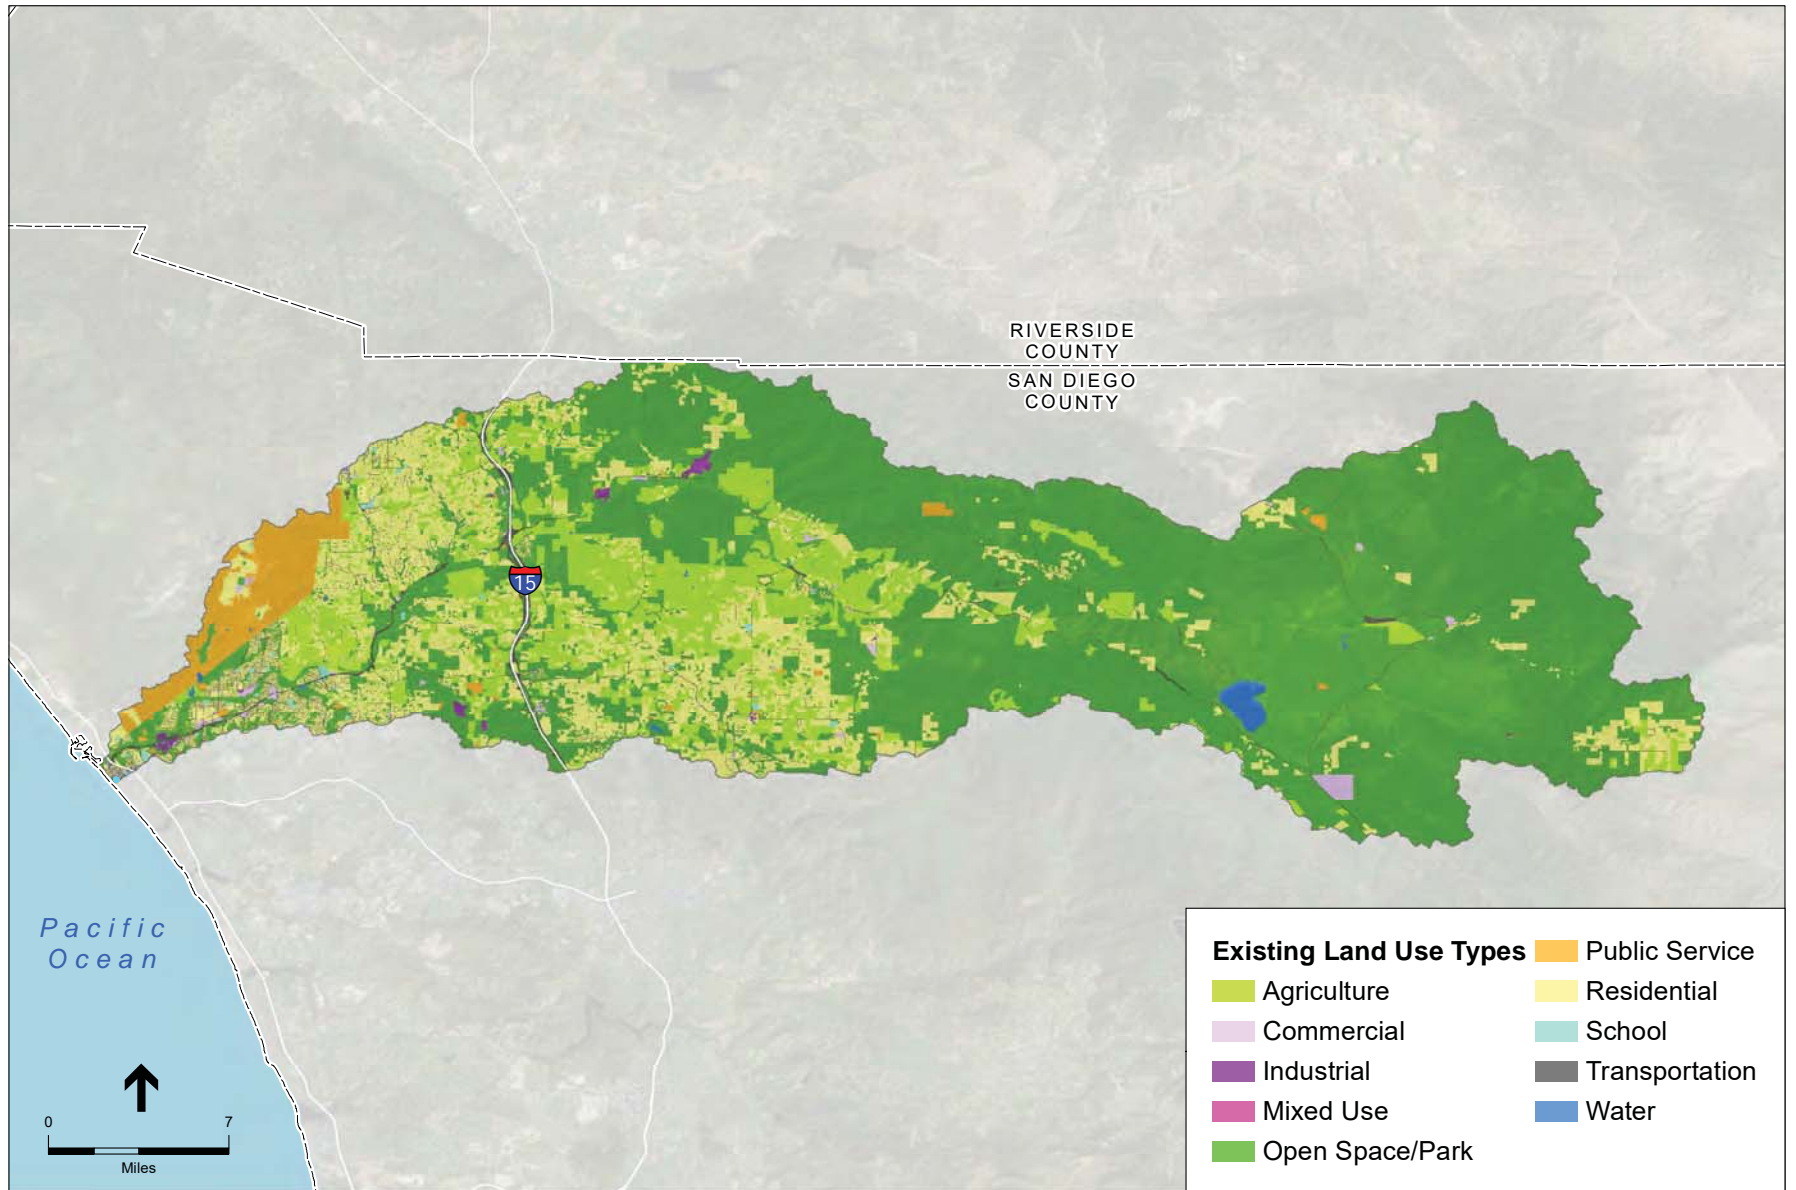 RIVERSIDE
COUNTY
SAN DIEGO
COUNTY
15
Pacific
Ocean
0 7
Miles
Existing Land Use Types
Agriculture
Commercial
Industrial
Mixed Use
Open Space/Park
Public Service
Residential
School
Transportation
Water